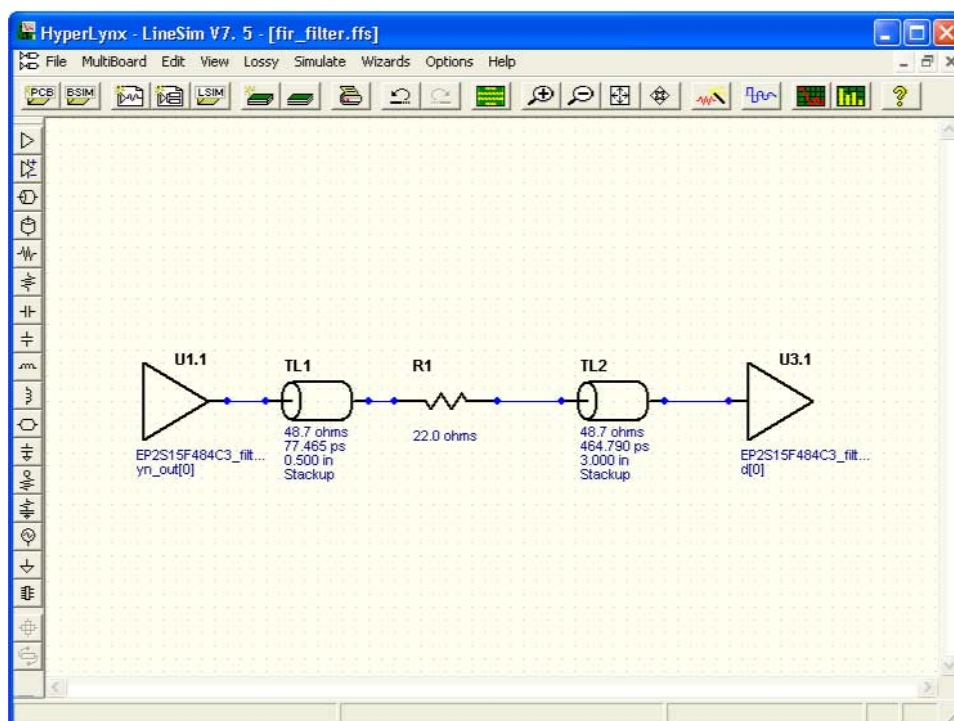 HyperLynx - LineSim V7. 5 - [fir_filter.ffs]
File MultiBoard Edit View Lossy Simulate Wizards Options Help
PCB BSIM LSIM
U1.1 TL1 R1 TL2 U3.1
48.7 ohms 22.0 ohms 48.7 ohms
77.465 ps 464.790 ps
EP2S15F484C3_filt... 0.500 in 3.000 in EP2S15F484C3_filt...
yn_out[0] Stackup Stackup d[0]